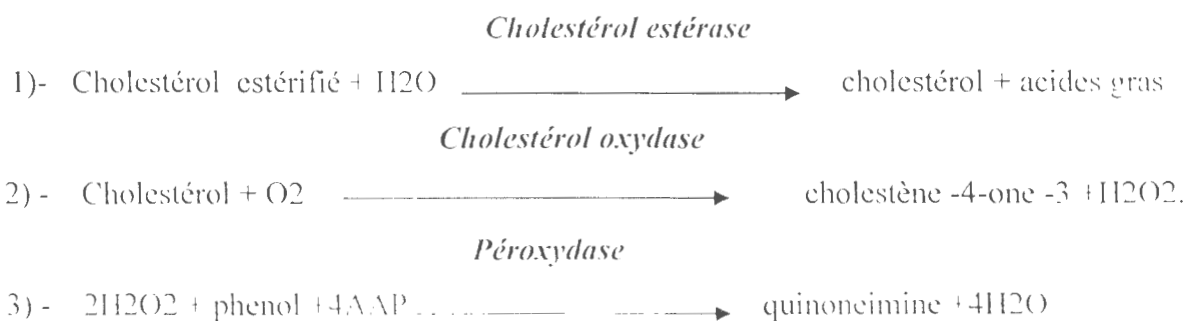 Cholestérol estérase
1)- Cholestérol estérifié + H2O → cholestérol + acides gras
Cholestérol oxydase
2) - Cholestérol + O2 → cholestène -4-one -3 +H2O2.
Péroxydase
3) - 2H2O2 + phenol +4AAP → quinoneimine +4H2O